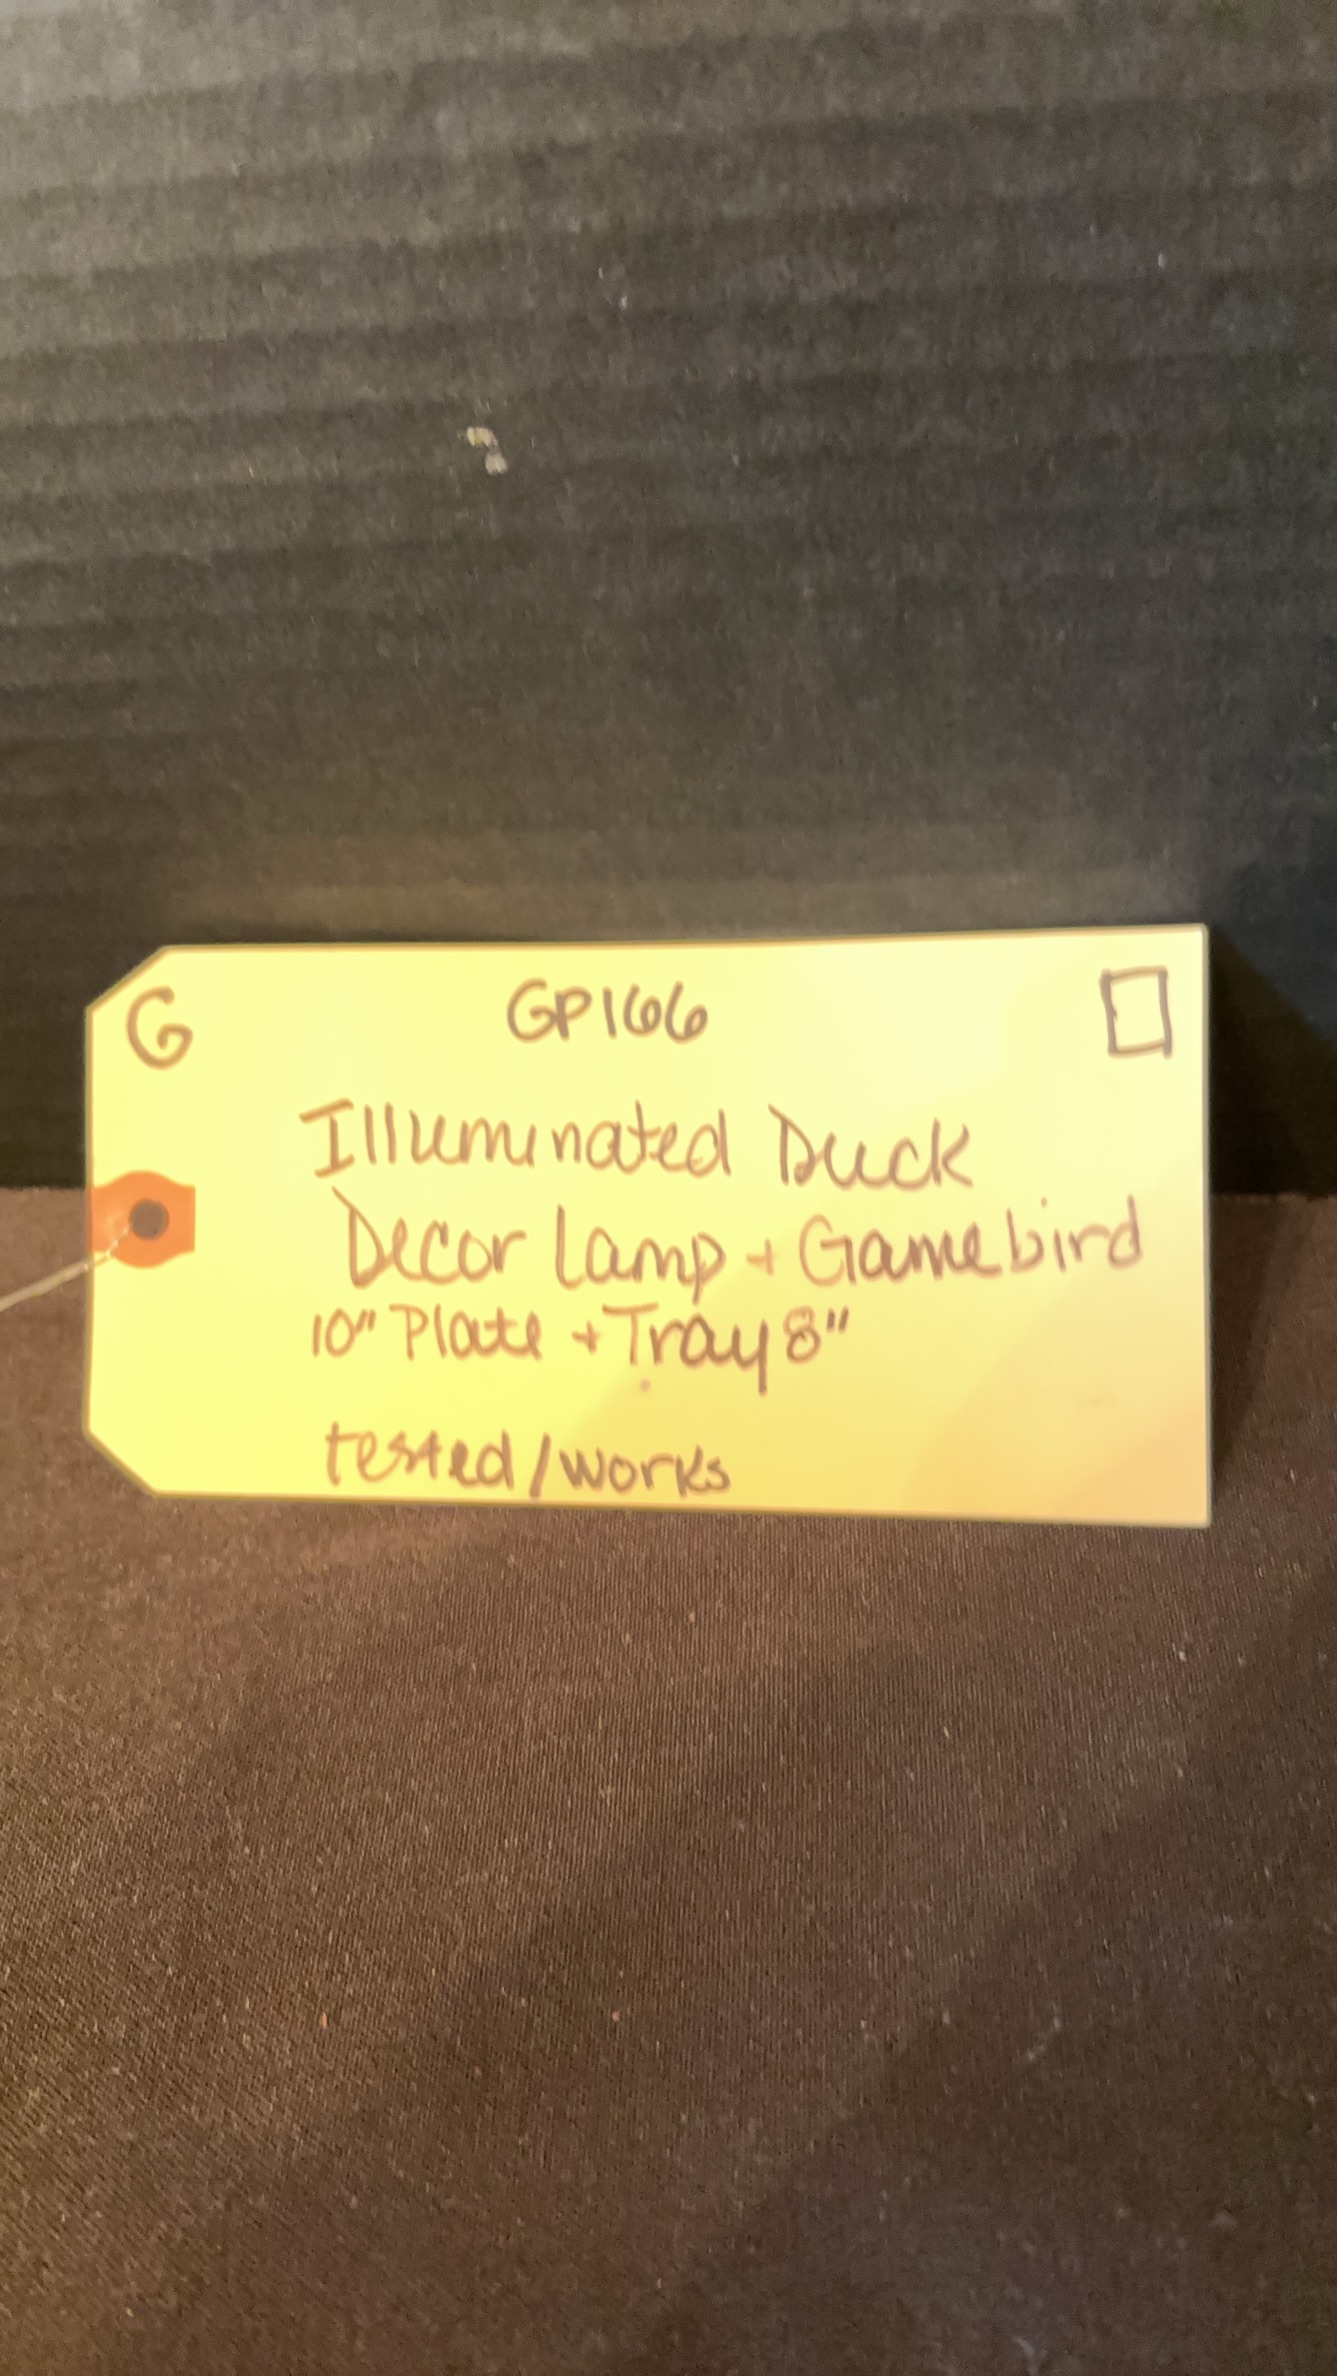 G GP166
Illuminated Duck
Decor Lamp + Gamebird
10" Plate + Tray 8"
tested/works